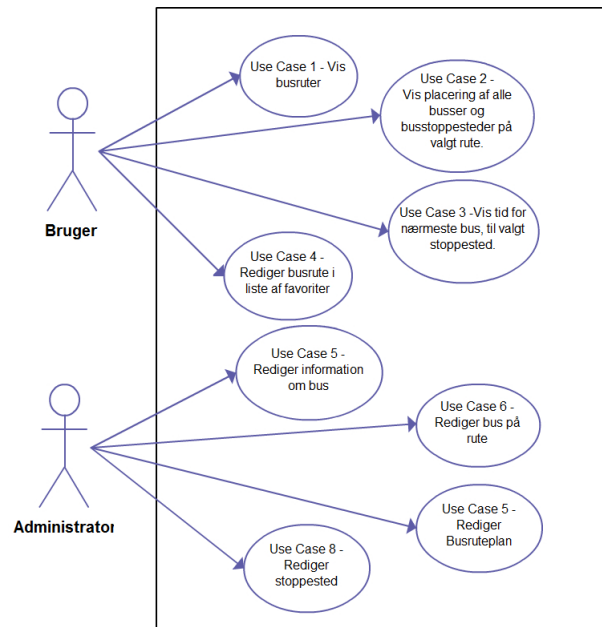 Use Case 1 - Vis
busruter
Use Case 2 -
Vis placering af alle
busser og
busstoppesteder på
valgt rute.
Bruger
Use Case 3 -Vis tid for
nærmeste bus, til valgt
stoppested.
Use Case 4 -
Rediger busrute i
liste af favoriter
Use Case 5 -
Rediger information
om bus
Use Case 6 -
Rediger bus på
rute
Administrator
Use Case 5 -
Rediger
Busruteplan
Use Case 8 -
Rediger
stoppested